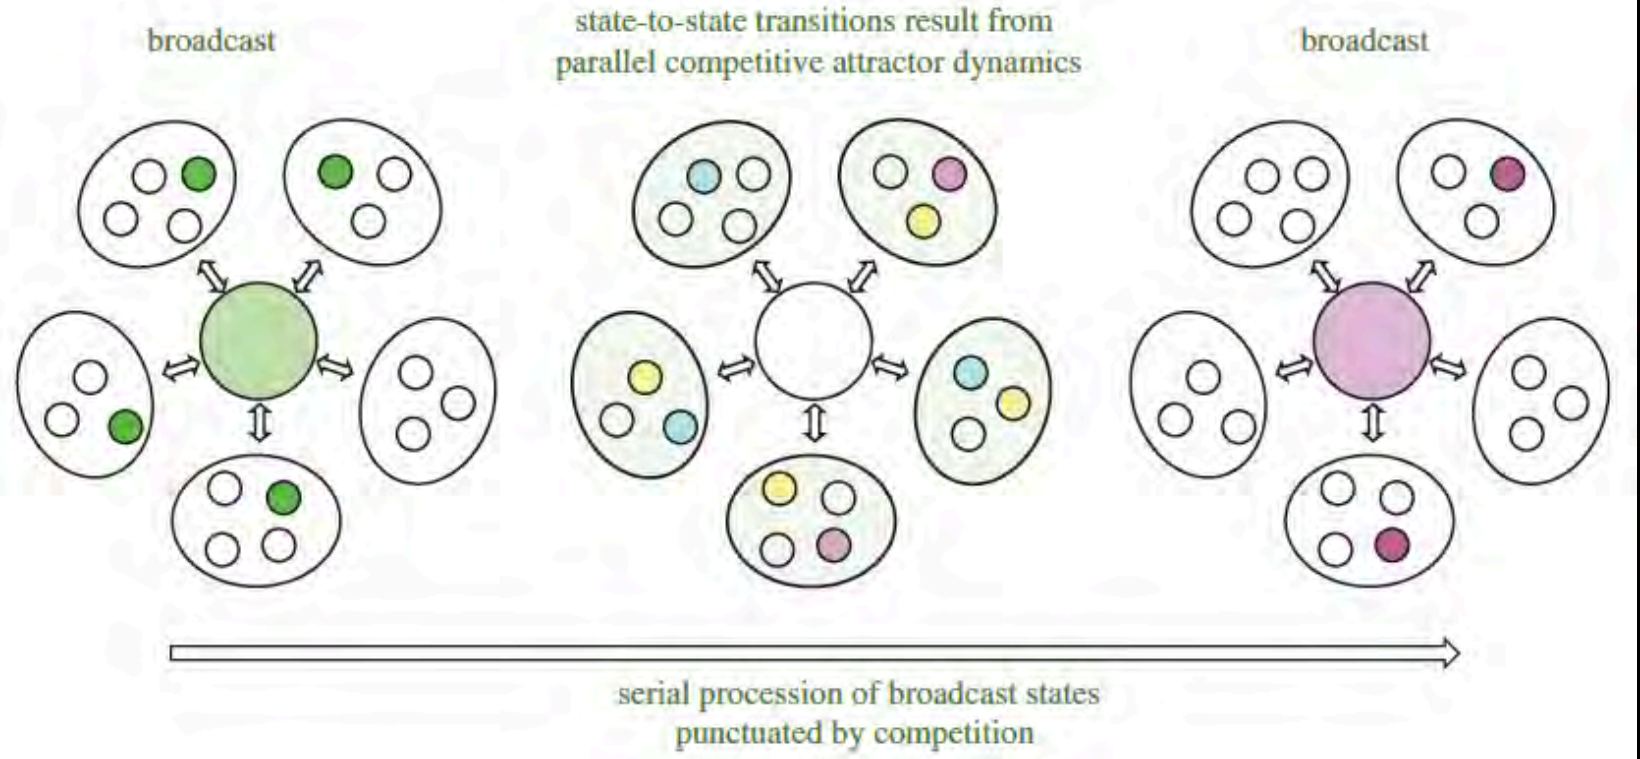 broadcast
state-to-state transitions result from
parallel competitive attractor dynamics
broadcast
serial procession of broadcast states
punctuated by competition